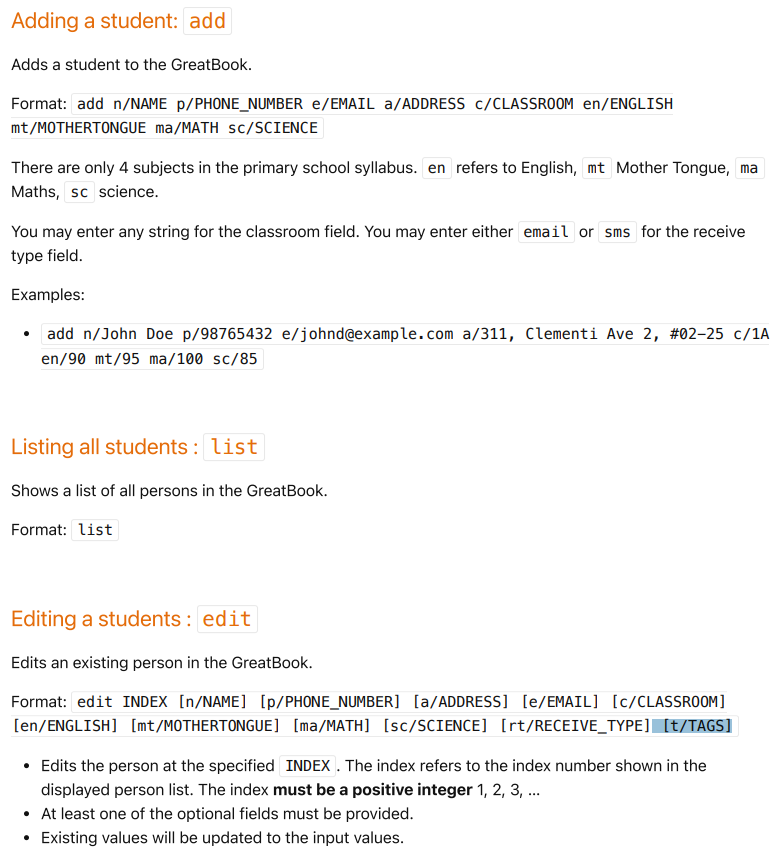 Adding a student: add
Adds a student to the GreatBook.
Format: add n/NAME p/PHONE_NUMBER e/EMAIL a/ADDRESS c/CLASSROOM en/ENGLISH
mt/MOTHERTONGUE ma/MATH sc/SCIENCE
There are only 4 subjects in the primary school syllabus. en refers to English, mt Mother Tongue, ma
Maths, sc science.
You may enter any string for the classroom field. You may enter either email or sms for the receive
type field.
Examples:
• add n/John Doe p/98765432 e/johnd@example.com a/311, Clementi Ave 2, #02-25 c/1A
en/90 mt/95 ma/100 sc/85
Listing all students : list
Shows a list of all persons in the GreatBook.
Format: list
Editing a students : edit
Edits an existing person in the GreatBook.
Format: edit INDEX [n/NAME] [p/PHONE_NUMBER] [a/ADDRESS] [e/EMAIL] [c/CLASSROOM]
[en/ENGLISH] [mt/MOTHERTONGUE] [ma/MATH] [sc/SCIENCE] [rt/RECEIVE_TYPE] [t/TAGS]
• Edits the person at the specified INDEX. The index refers to the index number shown in the
displayed person list. The index must be a positive integer 1, 2, 3, ...
• At least one of the optional fields must be provided.
• Existing values will be updated to the input values.